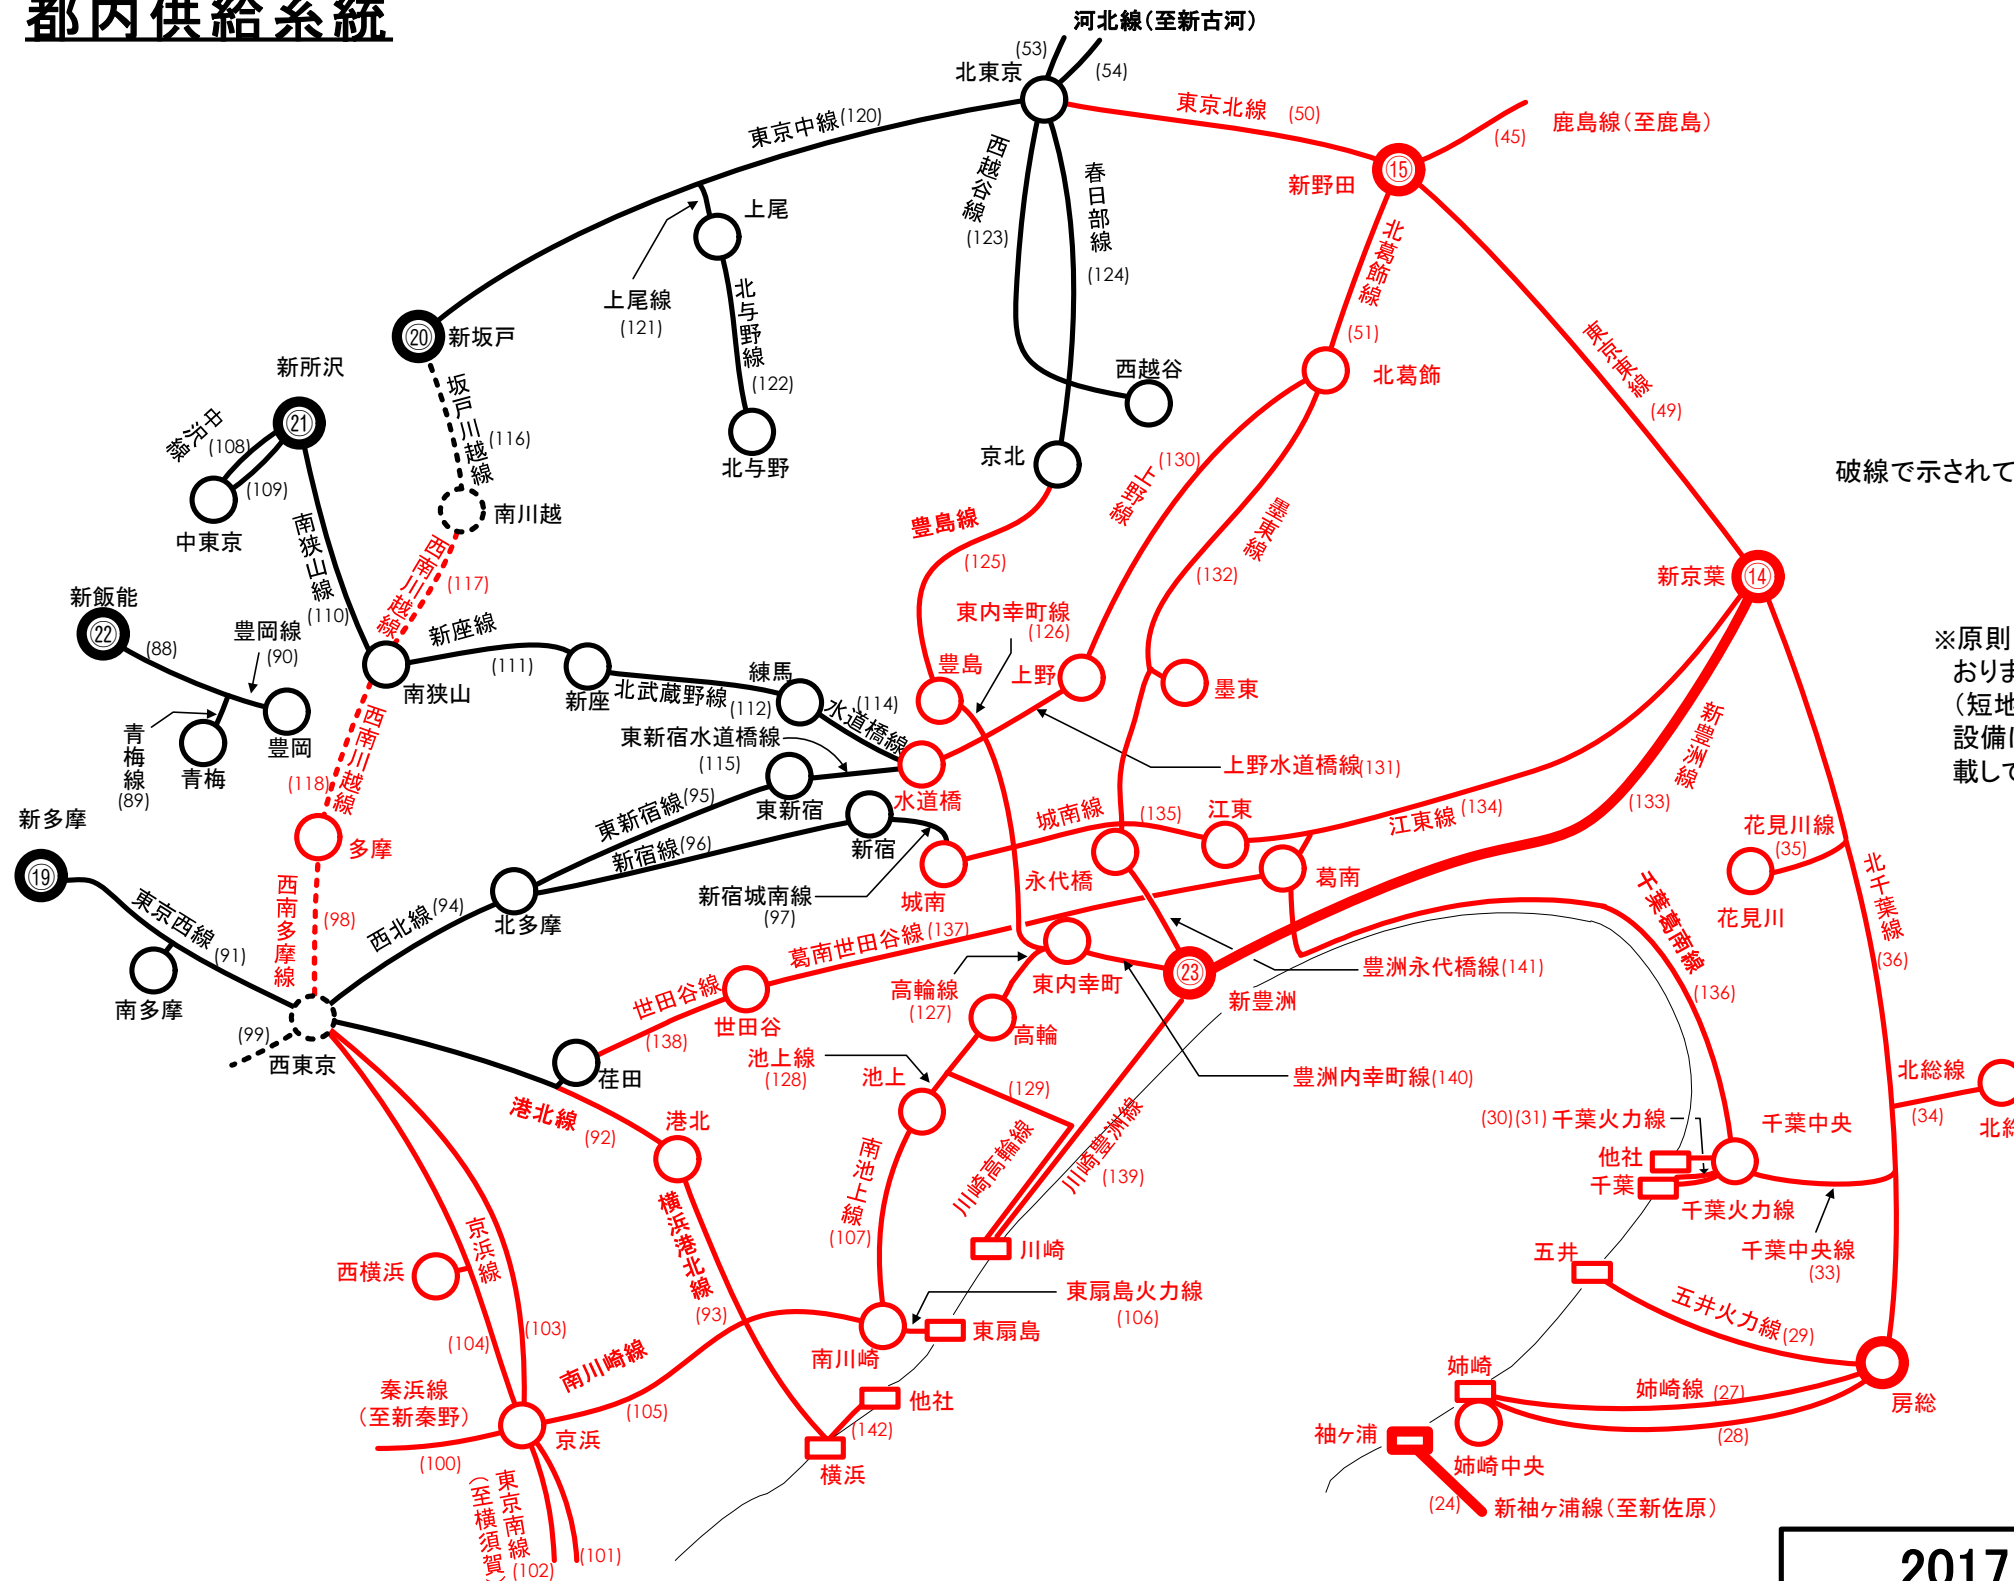 都内供給系統
河北線（至新古河）
(53)
(54)
北東京
東京北線 (50)
(45)
鹿島線（至鹿島）
⑮
新野田
東京中線(120)
西越谷線
(123)
春日部線
(124)
上尾
上尾線
(121)
北与野線
(122)
北与野
北葛飾線
(51)
北葛飾
東京東線
(49)
⑳
新坂戸
坂戸川越線
(116)
南川越
新所沢
㉑
中沢線
(108)
(109)
中東京
南狭山線
(110)
西越谷
京北
豊島線
(125)
上野線
(130)
墨東線
(132)
破線で示されて
新京葉
⑭
西南川越線
(117)
新飯能
㉒
(88)
豊岡線
(90)
豊岡
青梅線
(89)
青梅
南狭山
新座線
(111)
新座
北武蔵野線
(112)
練馬
水道橋線
(114)
東新宿水道橋線
(115)
東内幸町線
(126)
豊島
上野
墨東
上野水道橋線(131)
水道橋
※原則
おりま
（短地
設備に
載して
西南川越線
(118)
多摩
新多摩
⑲
東京西線
(91)
南多摩
西南多摩線
(98)
西北線(94)
北多摩
東新宿線(95)
東新宿
新宿線(96)
新宿
新宿城南線
(97)
城南
城南線
(135)
江東
江東線(134)
新豊洲線
(133)
永代橋
葛南
花見川線
(35)
花見川
北千葉線
(36)
千葉葛南線
(136)
葛南世田谷線(137)
世田谷線
(138)
世田谷
高輪線
(127)
高輪
東内幸町
㉓
新豊洲
豊洲永代橋線(141)
豊洲内幸町線(140)
(99)
西東京
荏田
池上線
(128)
池上
(129)
川崎高輪線
川崎豊洲線
(139)
港北線
(92)
港北
横浜港北線
(93)
南池上線
(107)
川崎
(30)(31)千葉火力線
他社
千葉
千葉火力線
千葉中央
千葉中央線
(33)
北総線
(34)
北総
西横浜
京浜線
(104)
(103)
東扇島火力線
(106)
東扇島
南川崎
南川崎線
(105)
秦浜線
（至新秦野）
(100)
京浜
東京南線
（至横須賀）
(102)
(101)
他社
(142)
横浜
五井
五井火力線(29)
姉崎
姉崎線(27)
(28)
房総
姉崎中央
袖ヶ浦
(24)
新袖ヶ浦線（至新佐原）
2017